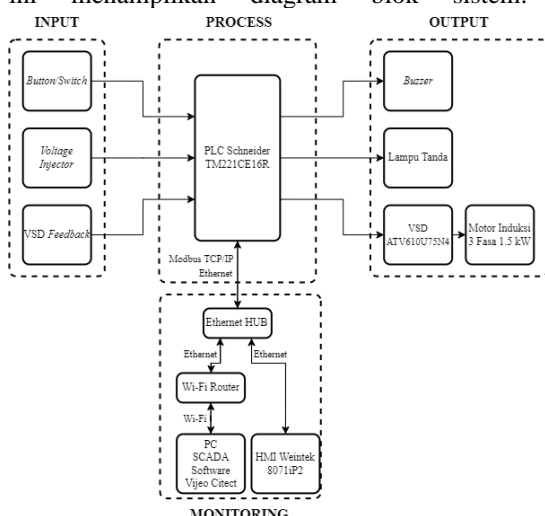 ini menampilkan diagram blok sistem.
INPUT
PROCESS
OUTPUT
Button/Switch
Voltage
Injector
VSD Feedback
PLC Schneider
TM221CE16R
Buzzer
Lampu Tanda
VSD
ATV610U75N4
Motor Induksi
3 Fasa 1.5 kW
Modbus TCP/IP
Ethernet
Ethernet HUB
Ethernet
Ethernet
Wi-Fi Router
Wi-Fi
PC
SCADA
Software
Vijeo Citect
HMI Weintek
8071iP2
MONITORING